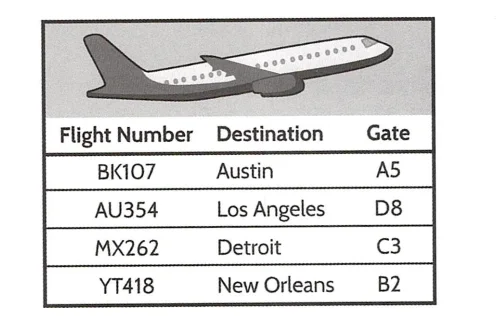 Flight Number Destination Gate
BK107 Austin A5
AU354 Los Angeles D8
MX262 Detroit C3
YT418 New Orleans B2